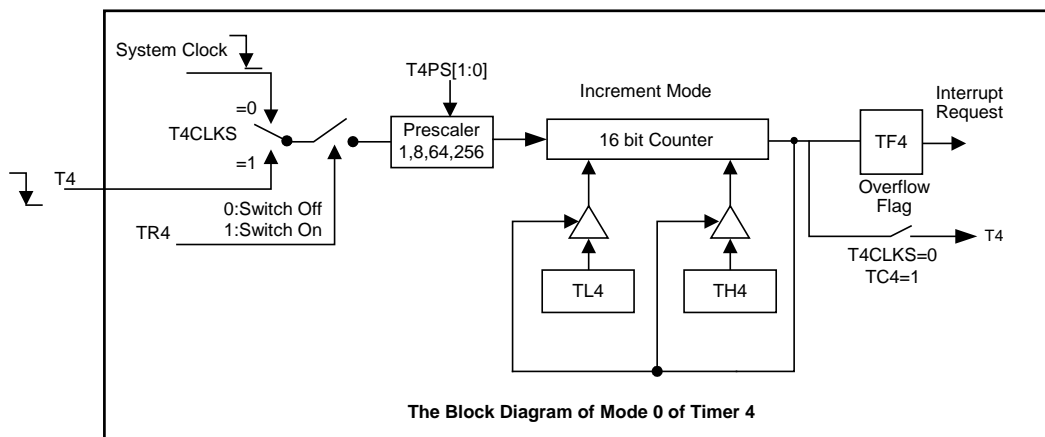 System Clock
T4PS[1:0]
Increment Mode
Interrupt
Request
=0
T4CLKS
=1
Prescaler
1,8,64,256
16 bit Counter
TF4
Overflow
Flag
T4
0:Switch Off
1:Switch On
TR4
T4
T4CLKS=0
TC4=1
TL4
TH4
The Block Diagram of Mode 0 of Timer 4